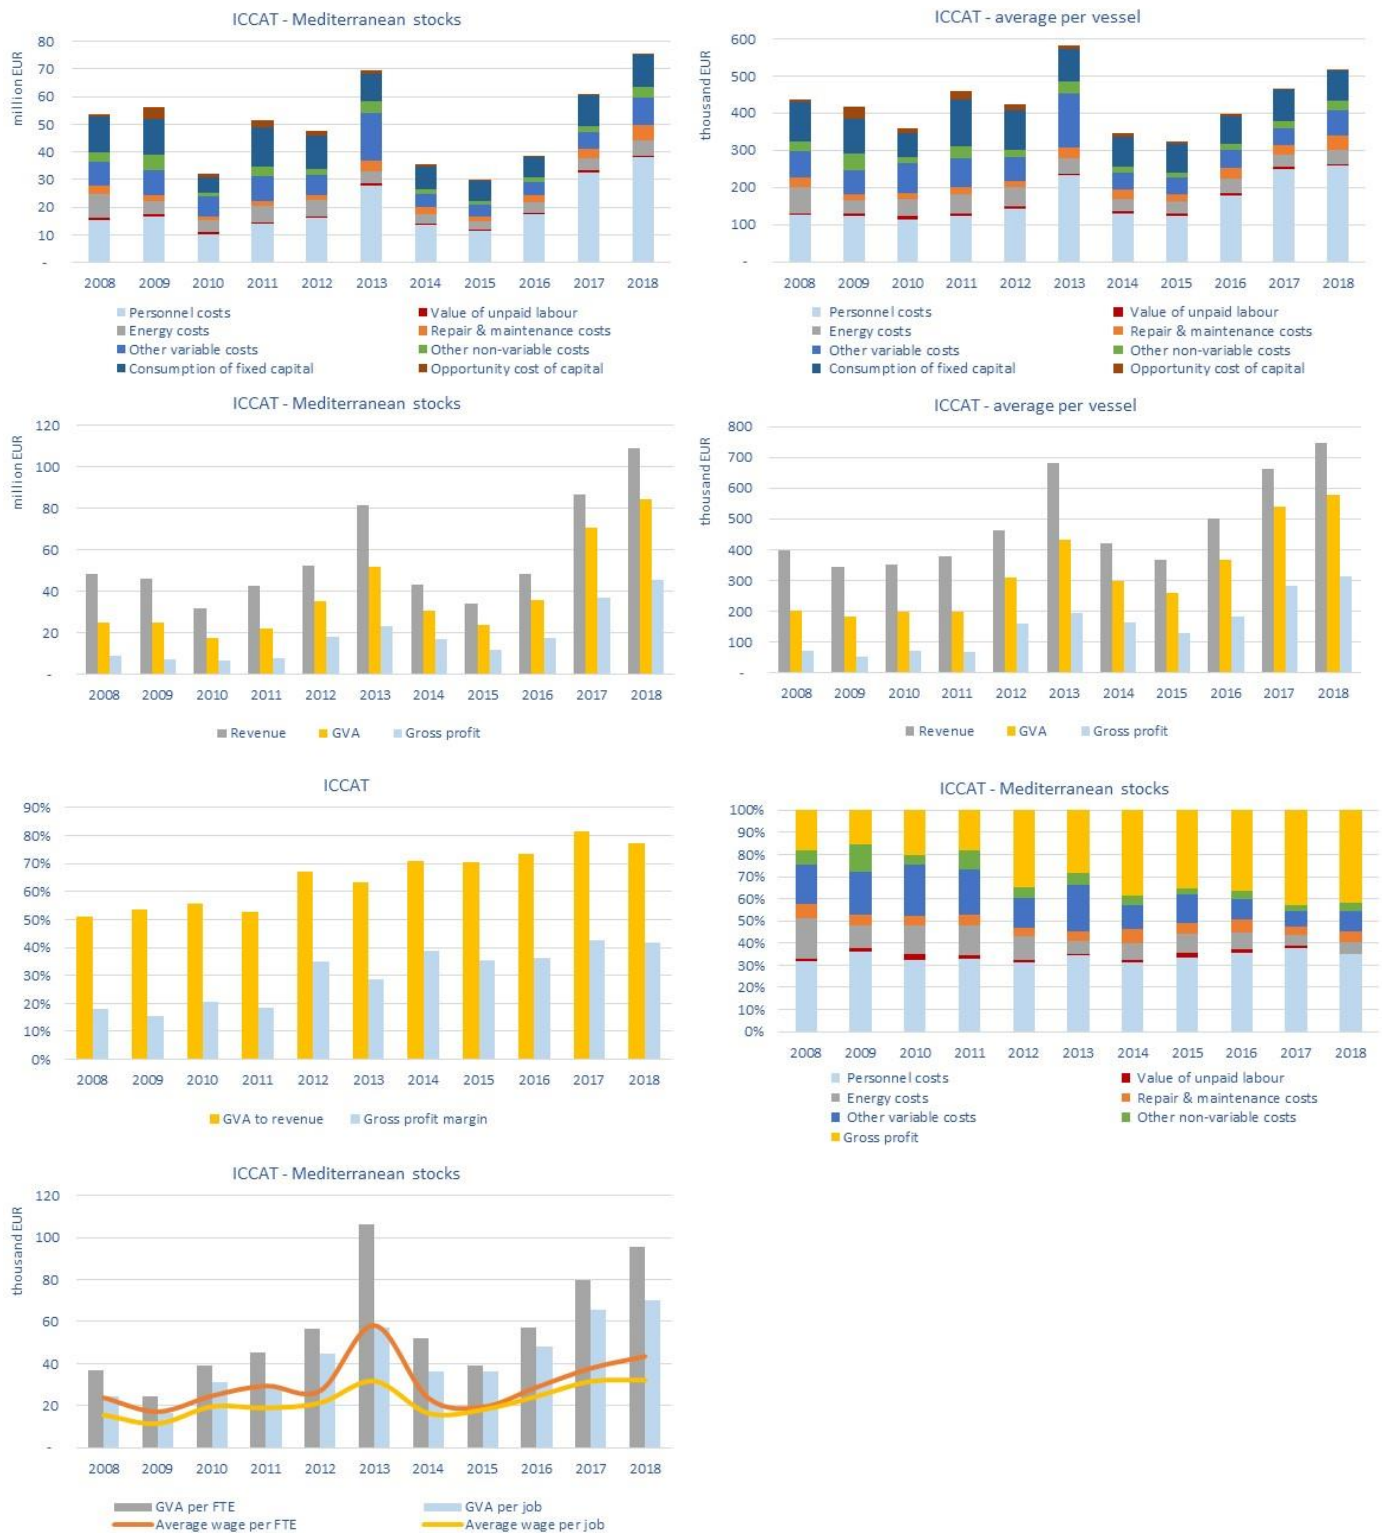 ICCAT - Mediterranean stocks
million EUR
80
70
60
50
40
30
20
10
-
2008 2009 2010 2011 2012 2013 2014 2015 2016 2017 2018
Personnel costs Value of unpaid labour
Energy costs Repair & maintenance costs
Other variable costs Other non-variable costs
Consumption of fixed capital Opportunity cost of capital
ICCAT - average per vessel
thousand EUR
600
500
400
300
200
100
-
2008 2009 2010 2011 2012 2013 2014 2015 2016 2017 2018
Personnel costs Value of unpaid labour
Energy costs Repair & maintenance costs
Other variable costs Other non-variable costs
Consumption of fixed capital Opportunity cost of capital
ICCAT - Mediterranean stocks
million EUR
120
100
80
60
40
20
-
2008 2009 2010 2011 2012 2013 2014 2015 2016 2017 2018
Revenue GVA Gross profit
ICCAT - average per vessel
thousand EUR
800
700
600
500
400
300
200
100
-
2008 2009 2010 2011 2012 2013 2014 2015 2016 2017 2018
Revenue GVA Gross profit
ICCAT
90%
80%
70%
60%
50%
40%
30%
20%
10%
0%
2008 2009 2010 2011 2012 2013 2014 2015 2016 2017 2018
GVA to revenue Gross profit margin
ICCAT - Mediterranean stocks
100%
90%
80%
70%
60%
50%
40%
30%
20%
10%
0%
2008 2009 2010 2011 2012 2013 2014 2015 2016 2017 2018
Personnel costs Value of unpaid labour
Energy costs Repair & maintenance costs
Other variable costs Other non-variable costs
Gross profit
ICCAT - Mediterranean stocks
thousand EUR
120
100
80
60
40
20
-
2008 2009 2010 2011 2012 2013 2014 2015 2016 2017 2018
GVA per FTE GVA per job
Average wage per FTE Average wage per job